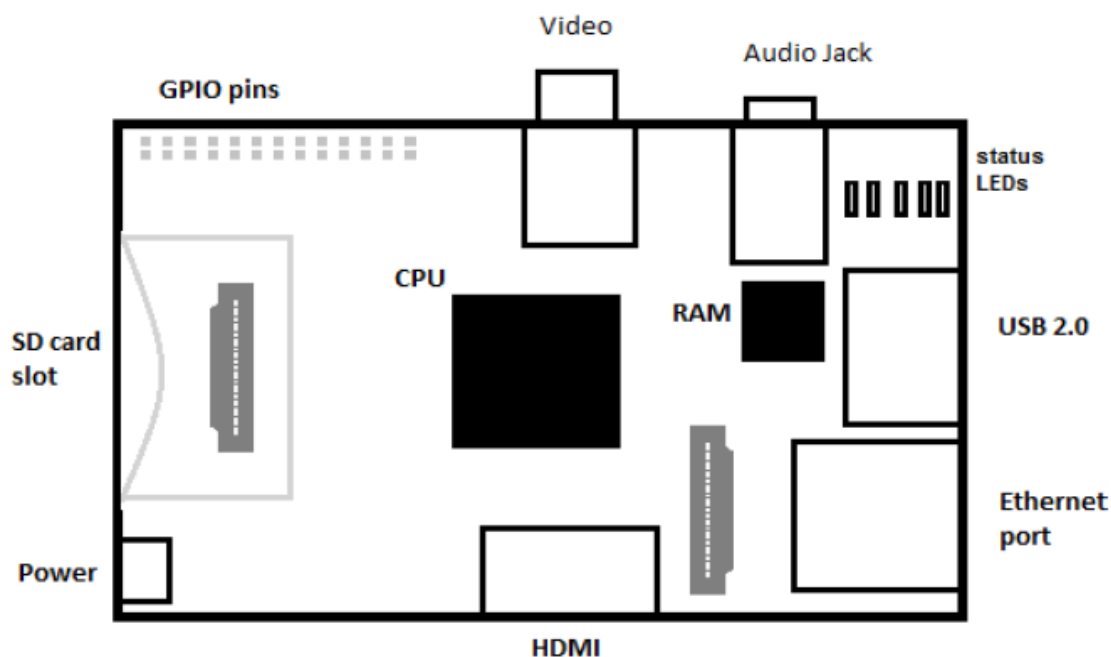 Video
Audio Jack
GPIO pins
status
LEDs
CPU
RAM
USB 2.0
SD card
slot
Ethernet
port
Power
HDMI